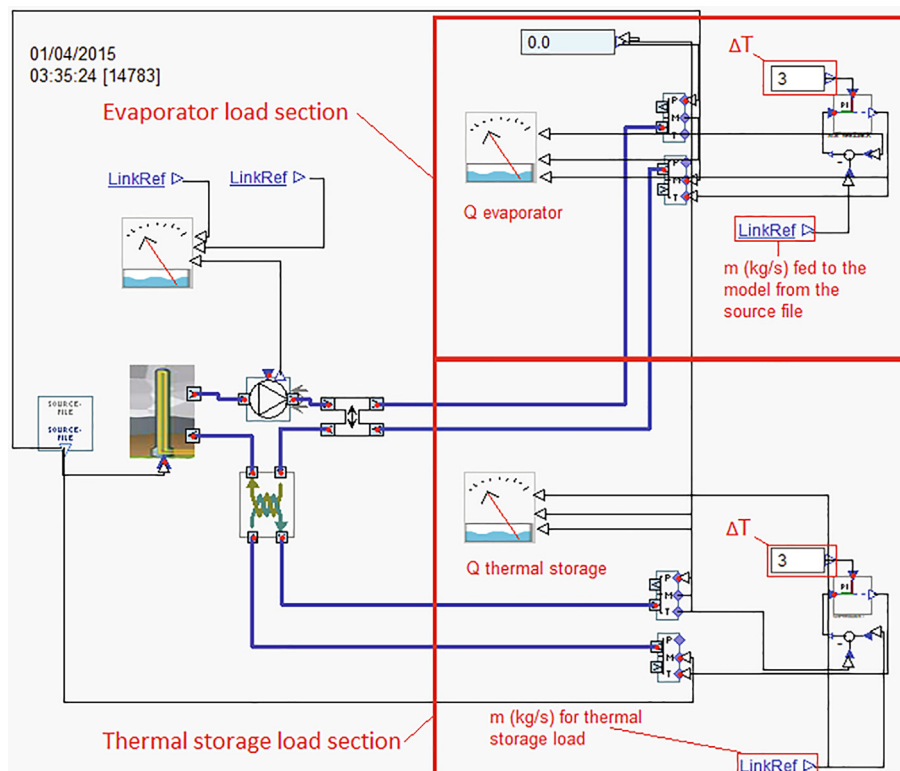 01/04/2015
03:35:24 [14783]
Evaporator load section
0.0
ΔT
3
PI
P
M
T
P
M
T
LinkRef
LinkRef
Q evaporator
LinkRef
m (kg/s) fed to the
model from the
source file
SOURCE-
FILE
SOURCE-
FILE
Q thermal storage
ΔT
3
PI
P
M
T
P
M
T
m (kg/s) for thermal
storage load
Thermal storage load section
LinkRef